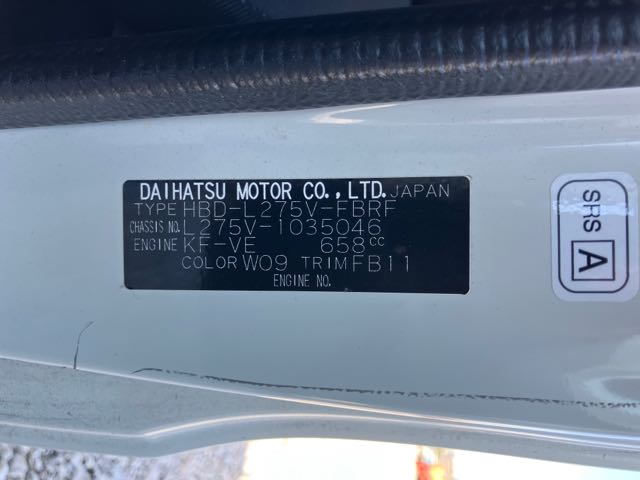 DAIHATSU MOTOR CO., LTD. JAPAN
TYPE HBD-L275V-FBRF
CHASSIS NO. L275V-1035046
ENGINE KF-VE 658cc
COLOR W09 TRIM FB11
ENGINE NO.
SRS
A